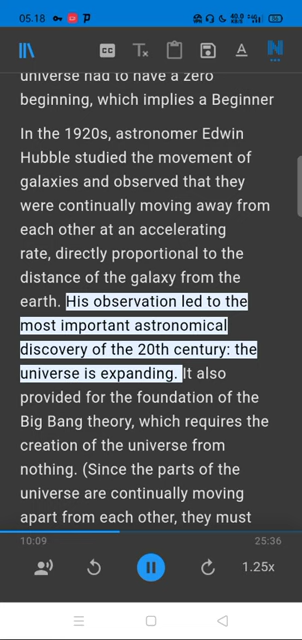 05.18
40.0 KB/S
CC
A
N
universe had to have a zero
beginning, which implies a Beginner
In the 1920s, astronomer Edwin
Hubble studied the movement of
galaxies and observed that they
were continually moving away from
each other at an accelerating
rate, directly proportional to the
distance of the galaxy from the
earth. His observation led to the
most important astronomical
discovery of the 20th century: the
universe is expanding. It also
provided for the foundation of the
Big Bang theory, which requires the
creation of the universe from
nothing. (Since the parts of the
universe are continually moving
apart from each other, they must
10:09
25:36
1.25x